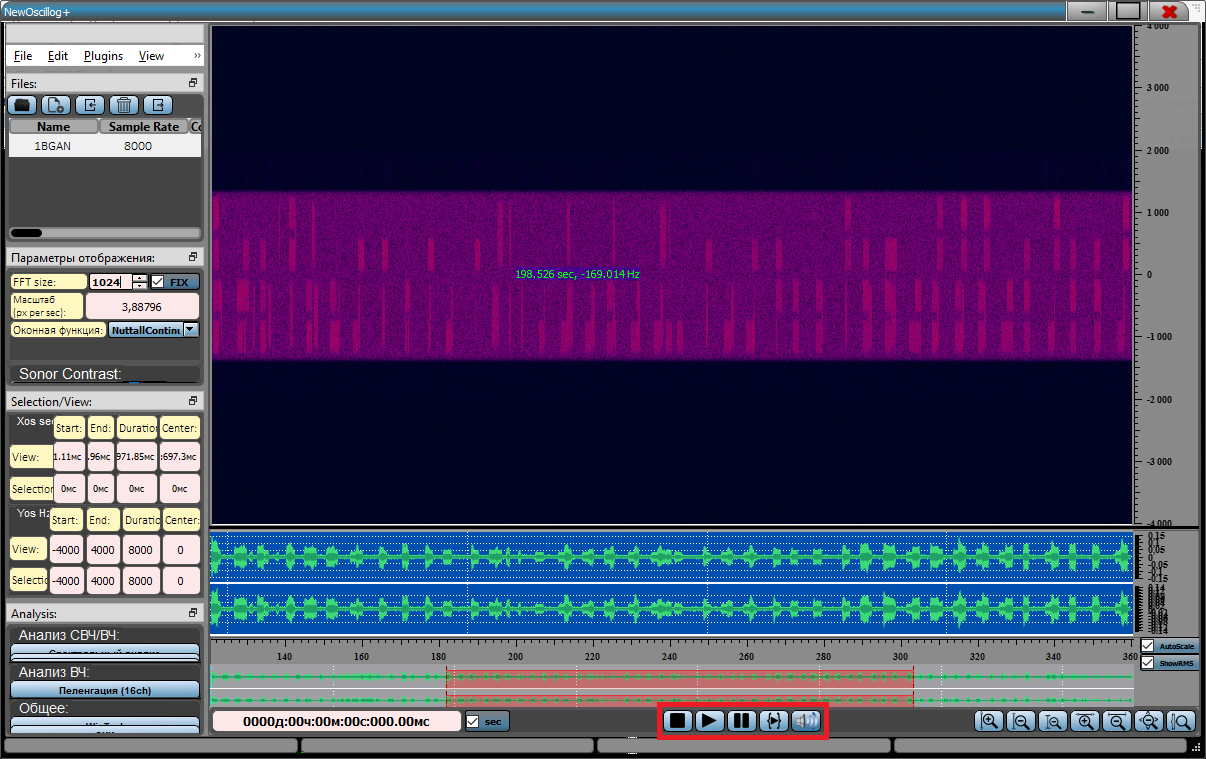 NewOscillog+
File Edit Plugins View »
Files:
Name Sample Rate
1BGAN 8000
Параметры отображения:
FFT size: 1024 FIX
Масштаб
(px per sec): 3,88796
Оконная функция: NuttallContinu
Sonor Contrast:
Selection/View:
Xos sec
Start: End: Duratio Center:
View: 1.11мс .96мс 971.85мс :697.3мс
Selection 0мс 0мс 0мс 0мс
Yos Hz
Start: End: Duratio Center:
View: -4000 4000 8000 0
Selectio -4000 4000 8000 0
Analysis:
Анализ СВЧ/ВЧ:
Анализ ВЧ:
Пеленгация (16ch)
Общее:
198.526 sec, -169.014 Hz
4 000
3 000
2 000
1 000
0
-1 000
-2 000
-3 000
-4 000
0.15
0.1
0.05
0
-0.05
-0.1
-0.15
140 160 180 200 220 240 260 280 300 320 340 360
AutoScale
ShowRMS
0000д:00ч:00м:00с:000.00мс sec